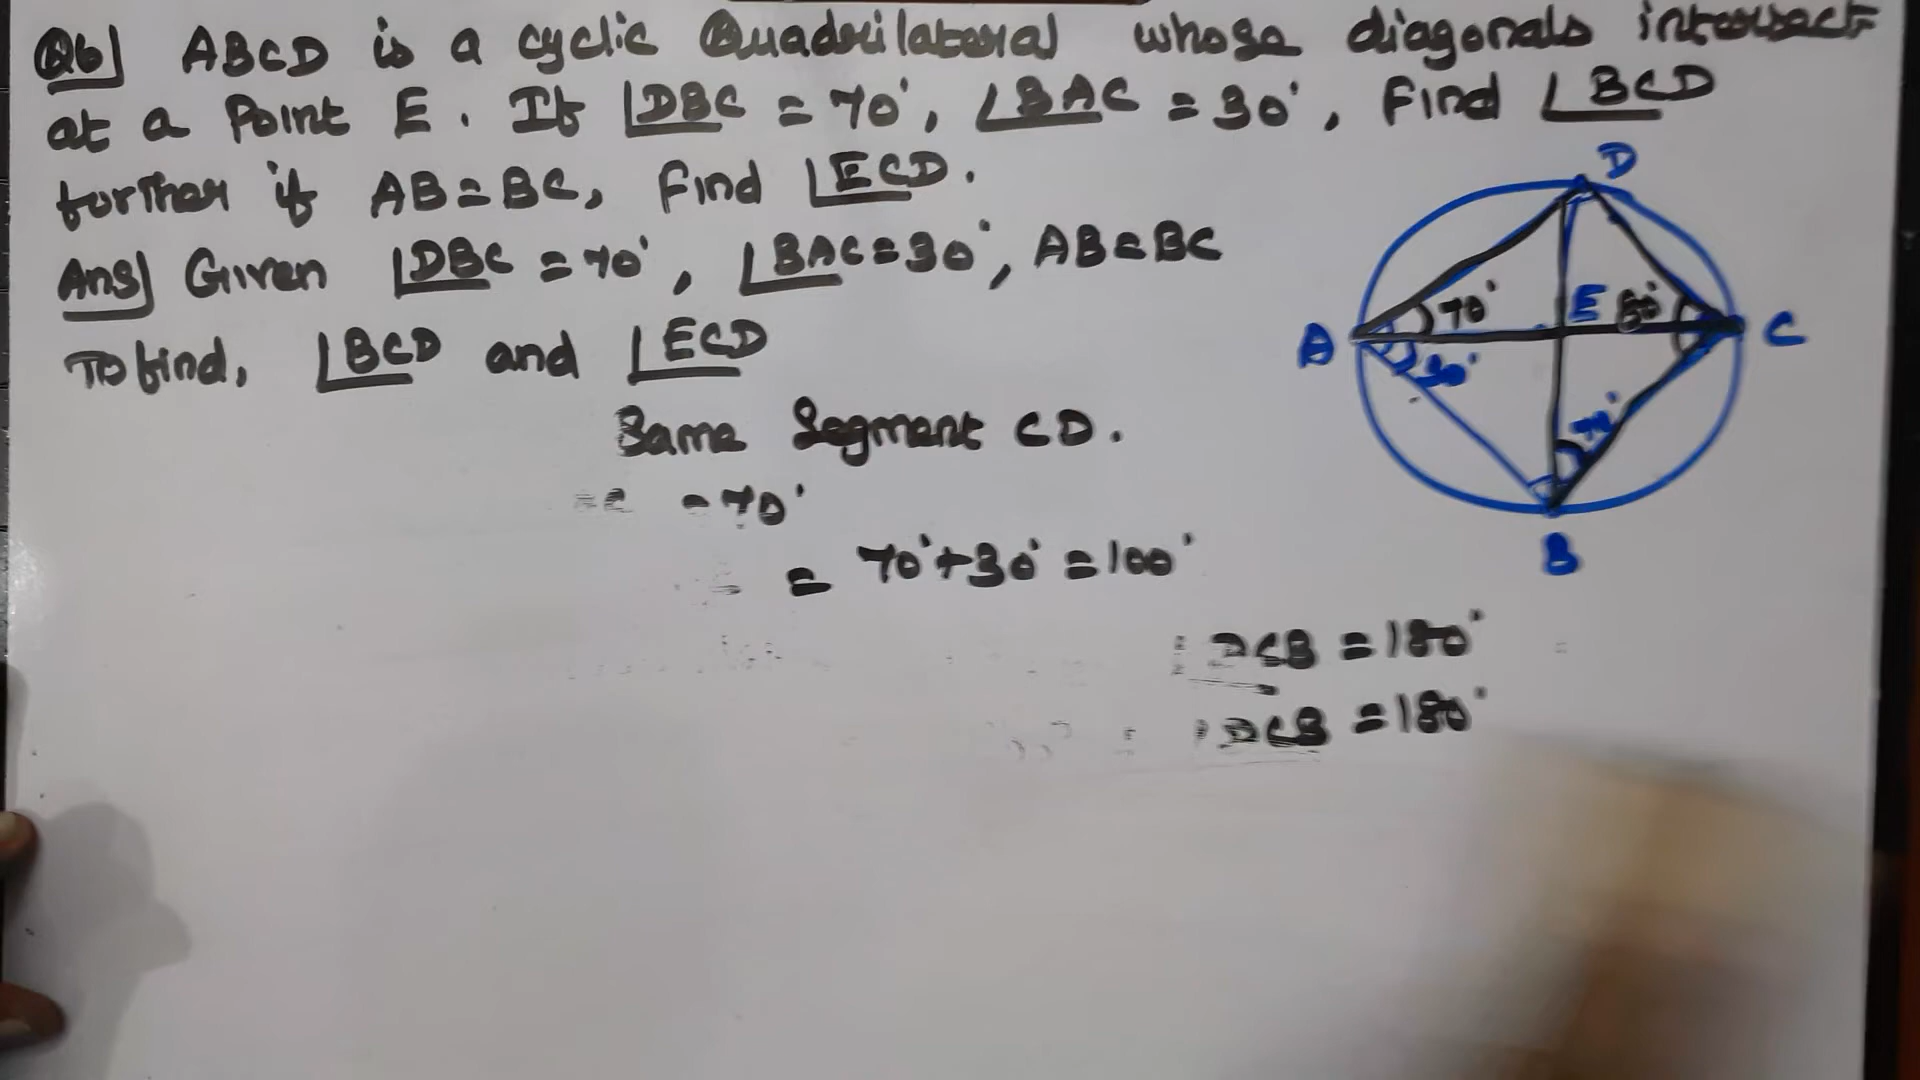 Q6] ABCD is a cyclic Quadrilateral whose diagonals intersect
at a Point E. If ∠DBC = 70°, ∠BAC = 30°, Find ∠BCD
further if AB=BC, Find ∠ECD.
Ans] Given ∠DBC = 70°, ∠BAC=30°, AB=BC
To find, ∠BCD and ∠ECD
Same Segment CD.
= 70°
= 70°+30° = 100°
DCB = 180°
DCB = 180°
D
A 70° E C
30°
70°
B